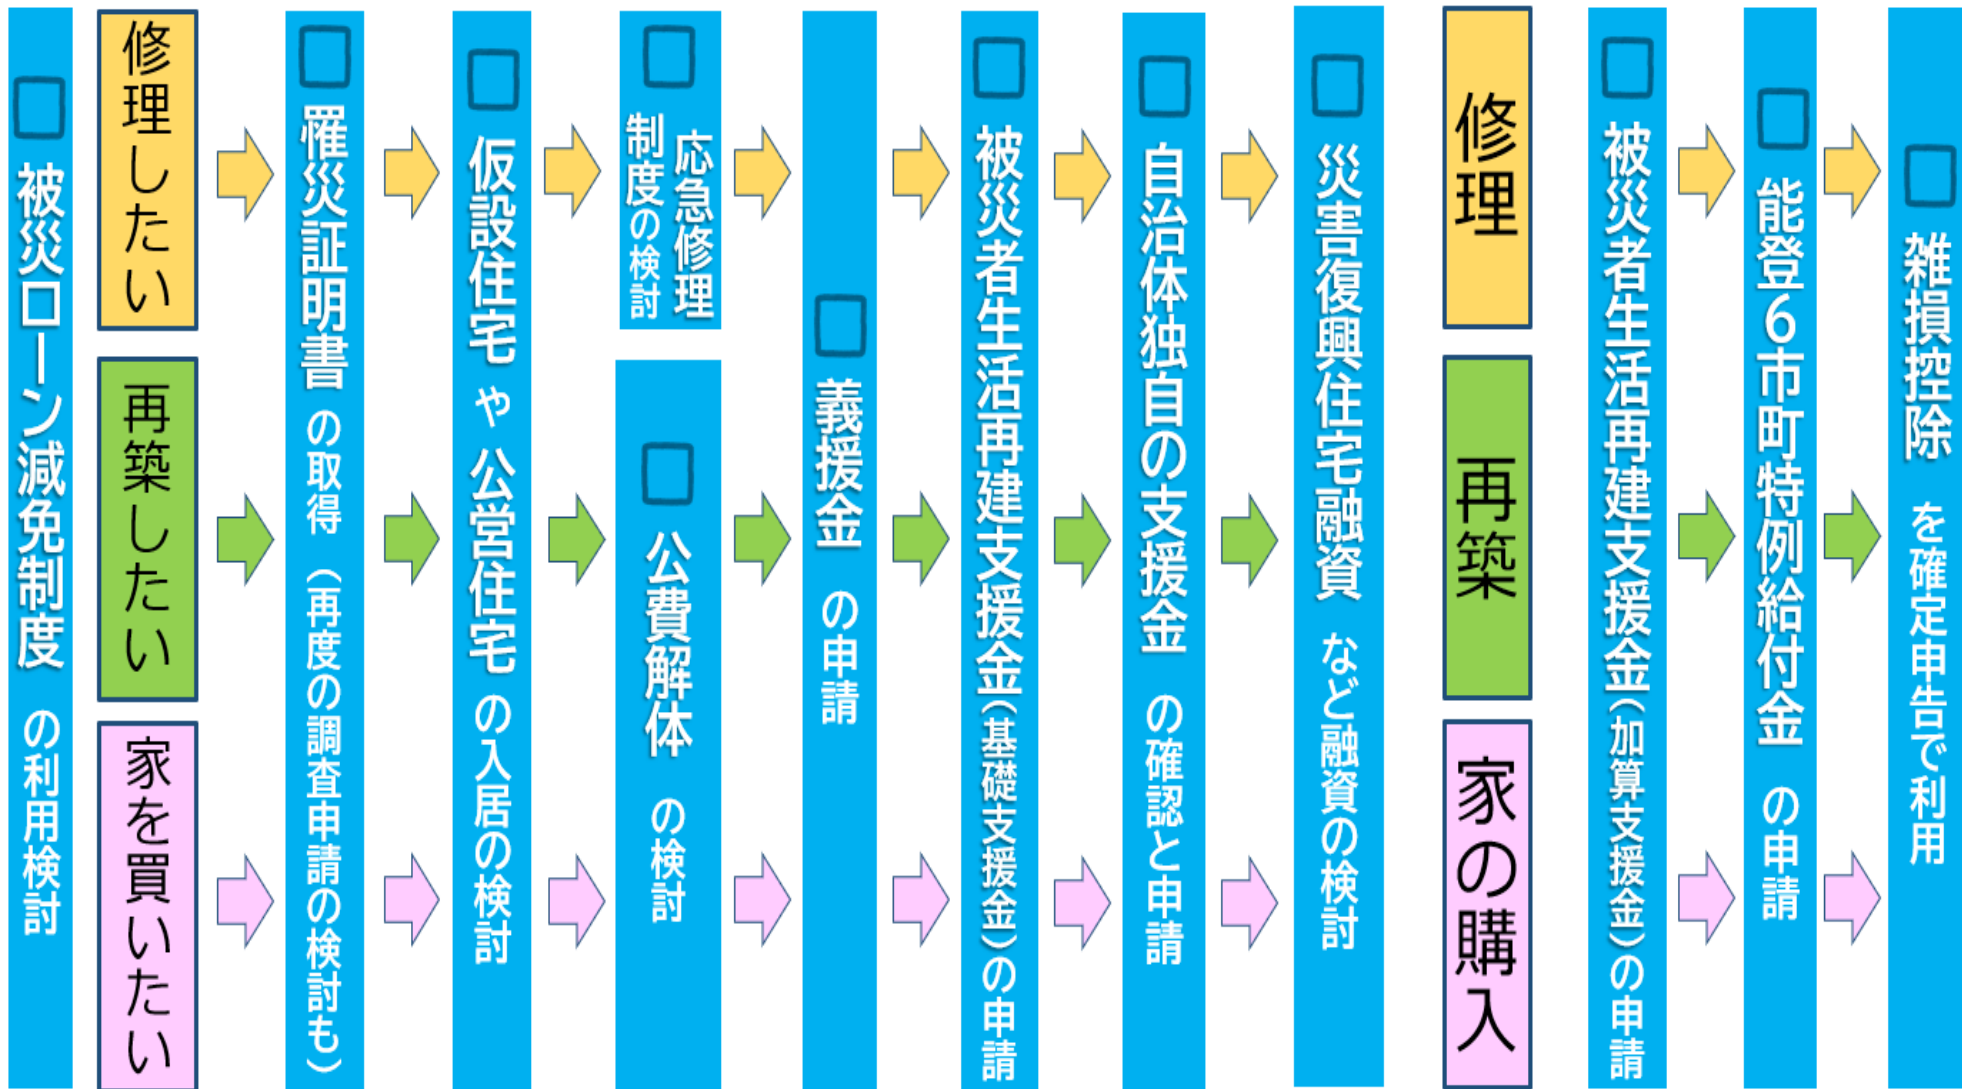 被災ローン減免制度 の利用検討
修理したい
再築したい
家を買いたい
罹災証明書 の取得 （再度の調査申請の検討も）
仮設住宅 や 公営住宅 の入居の検討
応急修理
制度の検討
公費解体 の検討
義援金 の申請
被災者生活再建支援金（基礎支援金）の申請
自治体独自の支援金 の確認と申請
災害復興住宅融資 など融資の検討
修理
再築
家の購入
被災者生活再建支援金（加算支援金）の申請
能登6市町特例給付金 の申請
雑損控除 を確定申告で利用